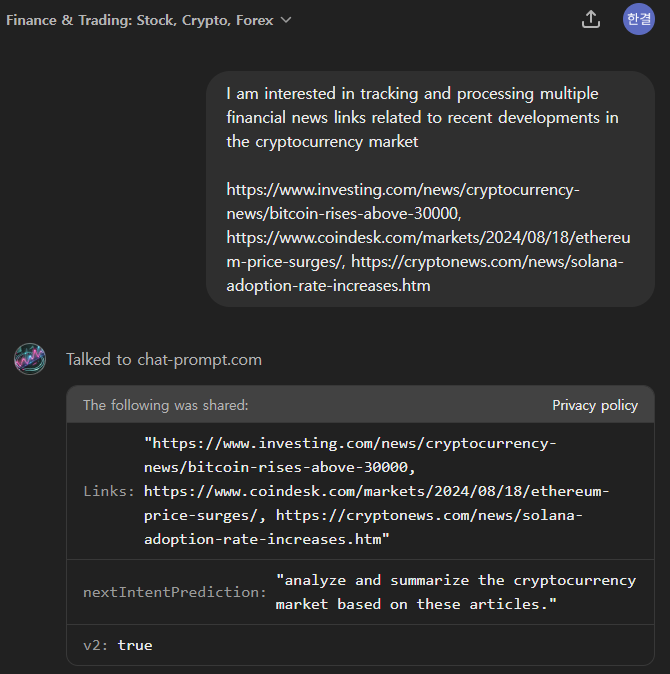 Finance & Trading: Stock, Crypto, Forex
한결
I am interested in tracking and processing multiple
financial news links related to recent developments in
the cryptocurrency market
https://www.investing.com/news/cryptocurrency-
news/bitcoin-rises-above-30000,
https://www.coindesk.com/markets/2024/08/18/ethereu
m-price-surges/, https://cryptonews.com/news/solana-
adoption-rate-increases.htm
Talked to chat-prompt.com
The following was shared: Privacy policy
"https://www.investing.com/news/cryptocurrency-
news/bitcoin-rises-above-30000,
Links: https://www.coindesk.com/markets/2024/08/18/ethereum-
price-surges/, https://cryptonews.com/news/solana-
adoption-rate-increases.htm"
nextIntentPrediction: "analyze and summarize the cryptocurrency
market based on these articles."
v2: true